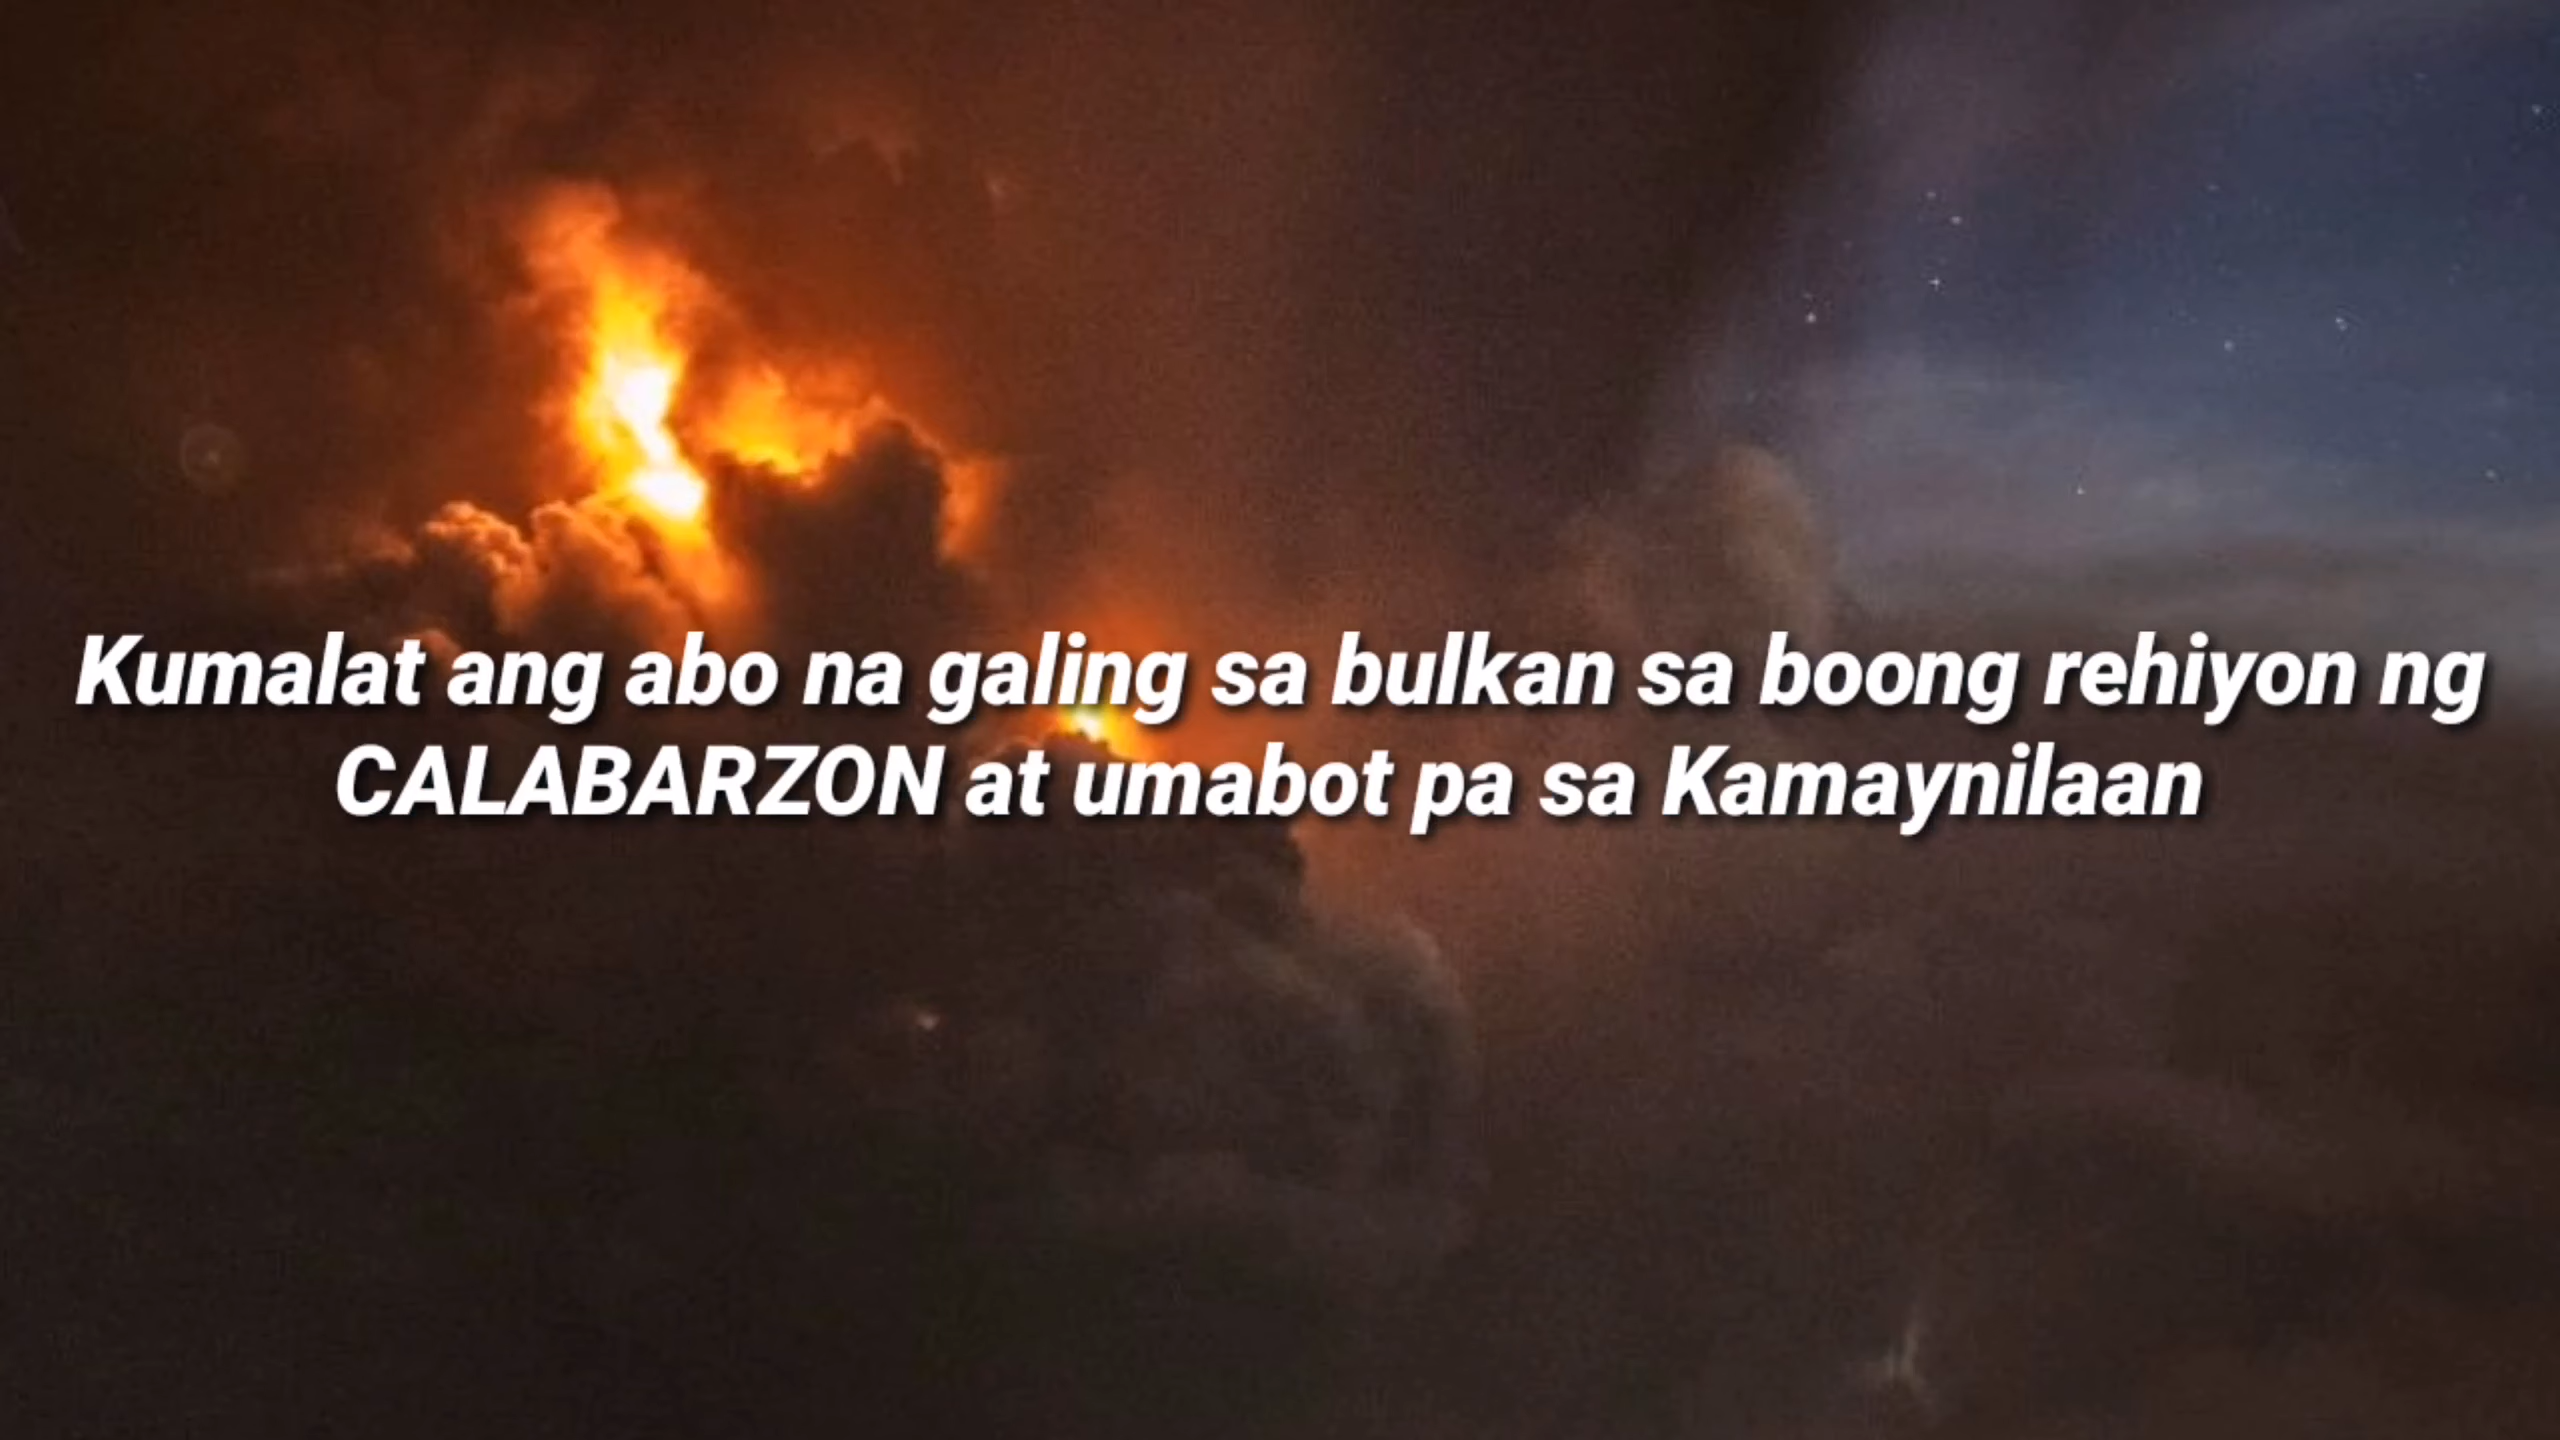 Kumalat ang abo na galing sa bulkan sa boong rehiyon ng
CALABARZON at umabot pa sa Kamaynilaan